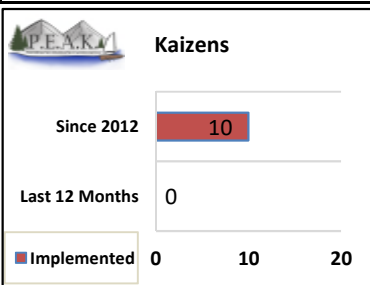 P.E.A.K.
Kaizens
Since 2012 10
Last 12 Months 0
Implemented 0 10 20